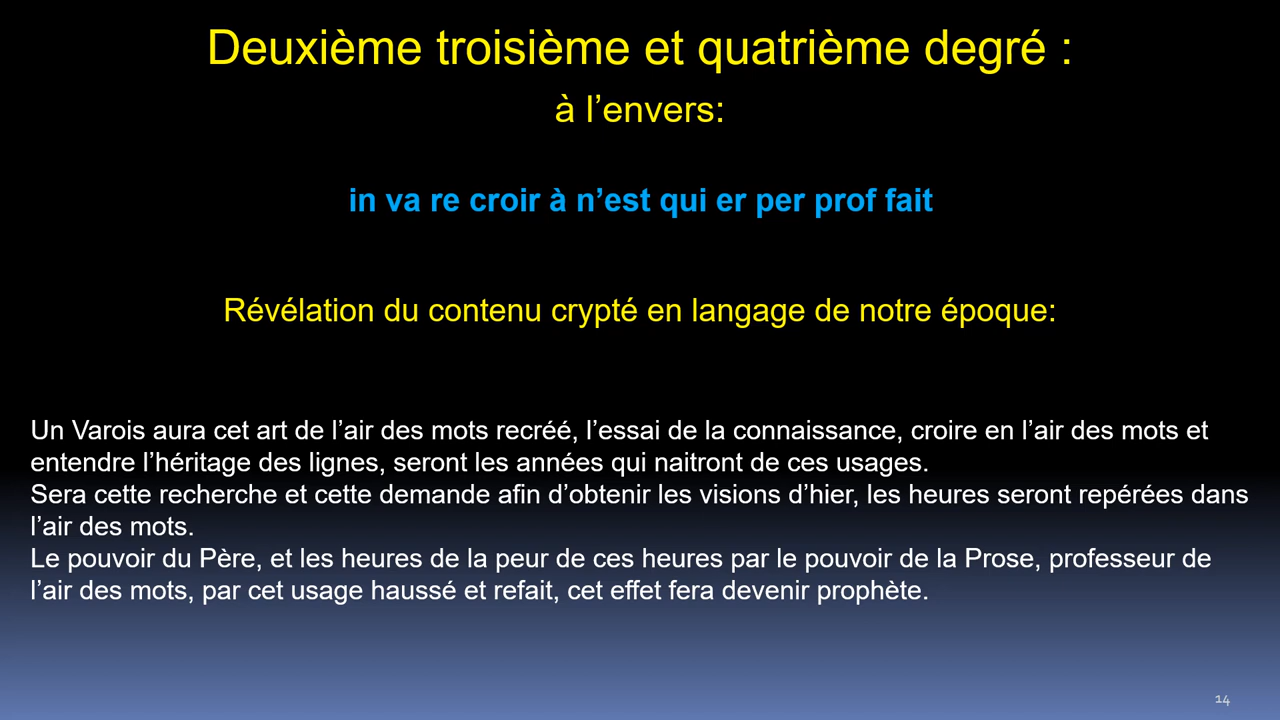 Deuxième troisième et quatrième degré :
à l’envers:
in va re croir à n’est qui er per prof fait
Révélation du contenu crypté en langage de notre époque:
Un Varois aura cet art de l’air des mots recréé, l’essai de la connaissance, croire en l’air des mots et
entendre l’héritage des lignes, seront les années qui naitront de ces usages.
Sera cette recherche et cette demande afin d’obtenir les visions d’hier, les heures seront repérées dans
l’air des mots.
Le pouvoir du Père, et les heures de la peur de ces heures par le pouvoir de la Prose, professeur de
l’air des mots, par cet usage haussé et refait, cet effet fera devenir prophète.
14